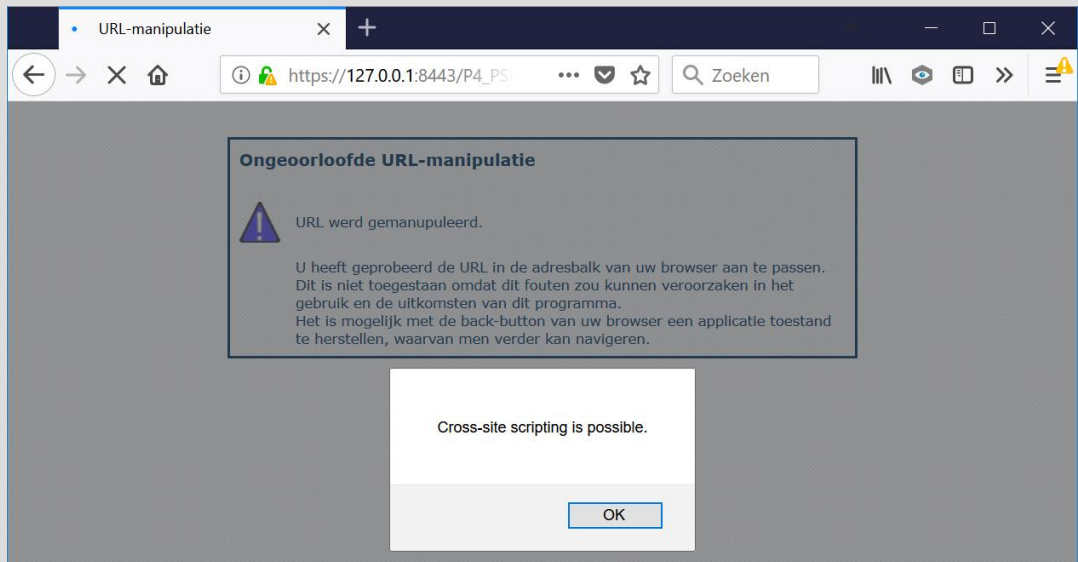 URL-manipulatie
https://127.0.0.1:8443/P4_PS
Zoeken
Ongeoorloofde URL-manipulatie
URL werd gemanupuleerd.
U heeft geprobeerd de URL in de adresbalk van uw browser aan te passen.
Dit is niet toegestaan omdat dit fouten zou kunnen veroorzaken in het
gebruik en de uitkomsten van dit programma.
Het is mogelijk met de back-button van uw browser een applicatie toestand
te herstellen, waarvan men verder kan navigeren.
Cross-site scripting is possible.
OK